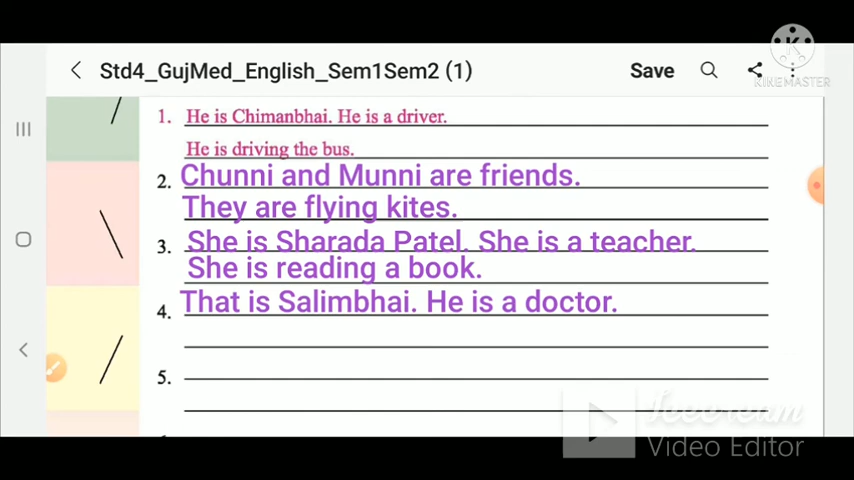 KINEMASTER
Std4_GujMed_English_Sem1Sem2 (1)
Save
1. He is Chimanbhai. He is a driver.
He is driving the bus.
2. Chunni and Munni are friends.
They are flying kites.
3. She is Sharada Patel. She is a teacher.
She is reading a book.
4. That is Salimbhai. He is a doctor.
5.
Icecream
Video Editor